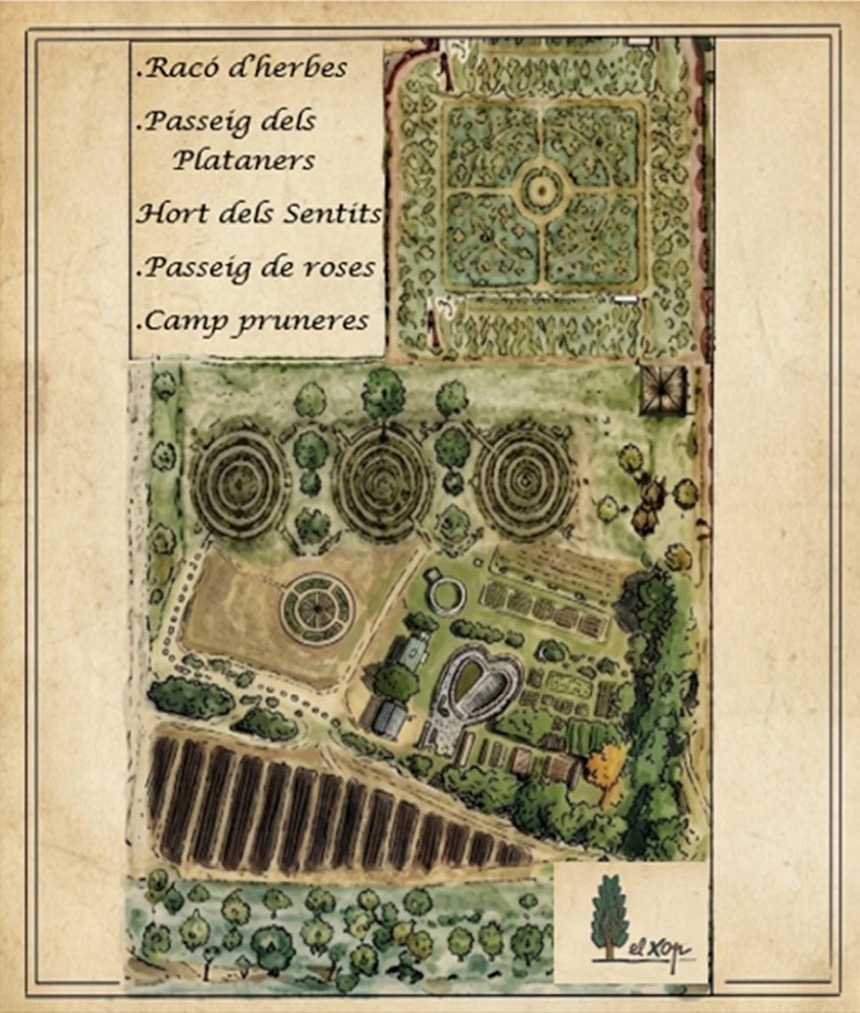 .Racó d'herbes
.Passeig dels
Plataners
Hort dels Sentits
.Passeig de roses
.Camp pruneres
el xop